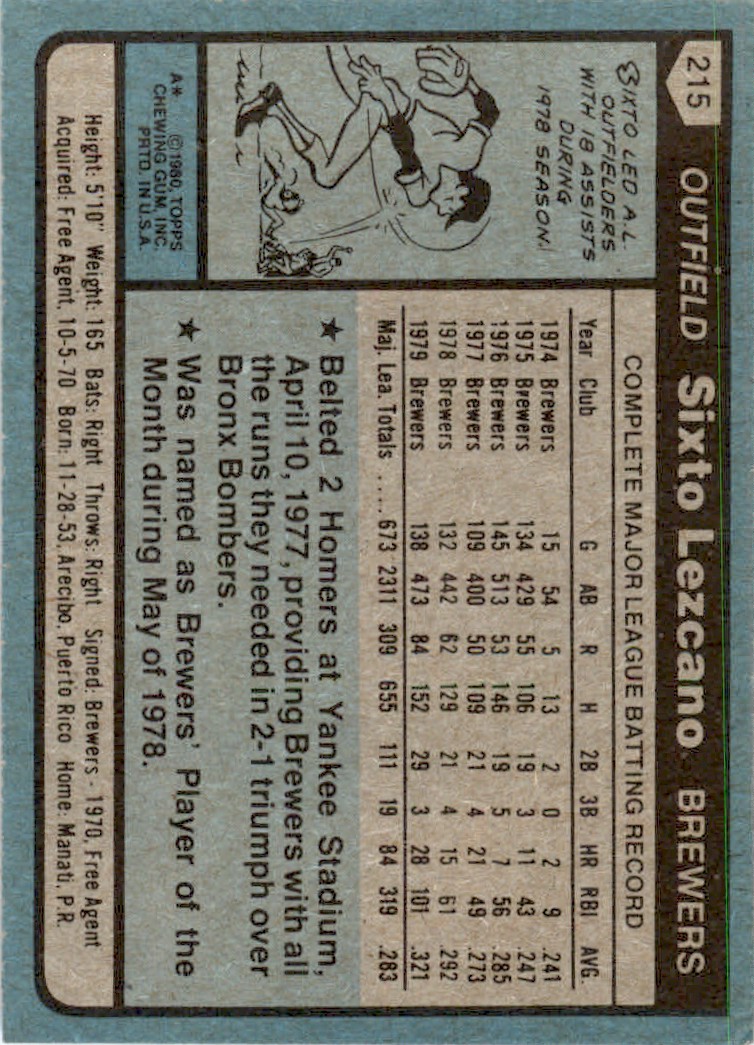 215 OUTFIELD Sixto Lezcano BREWERS
SIXTO LED A.L.
OUTFIELDERS
WITH 18 ASSISTS
DURING
1978 SEASON.
A* ©1980, TOPPS
CHEWING GUM, INC.
PRTD. IN U.S.A.
COMPLETE MAJOR LEAGUE BATTING RECORD
Year Club G AB R H 2B 3B HR RBI AVG.
1974 Brewers 15 54 5 13 2 0 2 9 .241
1975 Brewers 134 429 55 106 19 3 11 43 .247
1976 Brewers 145 513 53 146 19 5 7 56 .285
1977 Brewers 109 400 50 109 21 4 21 49 .273
1978 Brewers 132 442 62 129 21 4 15 61 .292
1979 Brewers 138 473 84 152 29 3 28 101 .321
Maj. Lea. Totals .... 673 2311 309 655 111 19 84 319 .283
★ Belted 2 Homers at Yankee Stadium,
April 10, 1977, providing Brewers with all
the runs they needed in 2-1 triumph over
Bronx Bombers.
★ Was named as Brewers' Player of the
Month during May of 1978.
Height: 5'10" Weight: 165 Bats: Right Throws: Right Signed: Brewers - 1970, Free Agent
Acquired: Free Agent, 10-5-70 Born: 11-28-53, Arecibo, Puerto Rico Home: Manati, P.R.